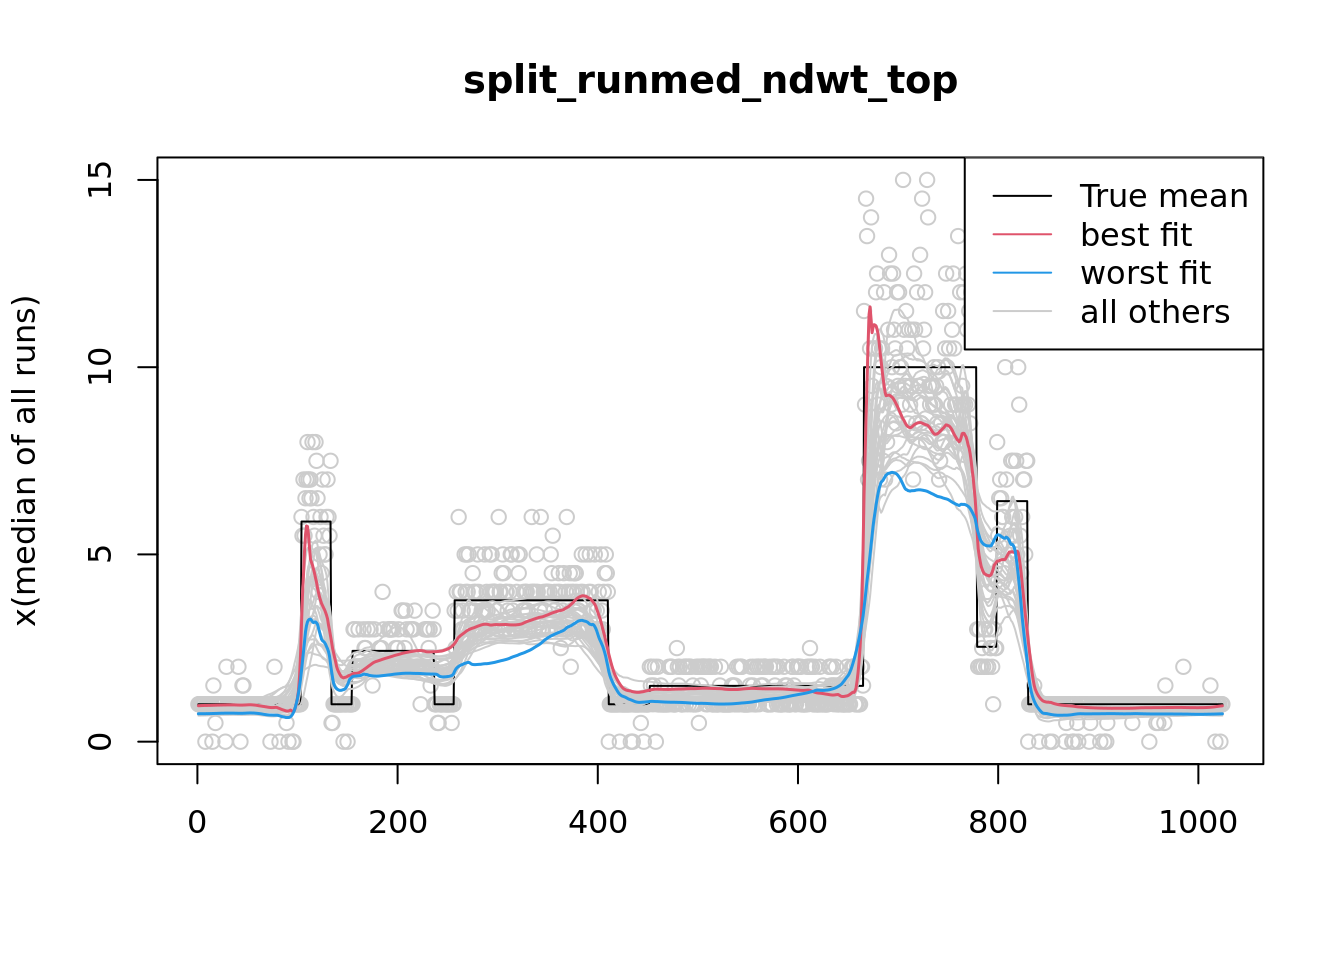 split_runmed_ndwt_top
x(median of all runs)
15
10
5
0
True mean
best fit
worst fit
all others
0 200 400 600 800 1000